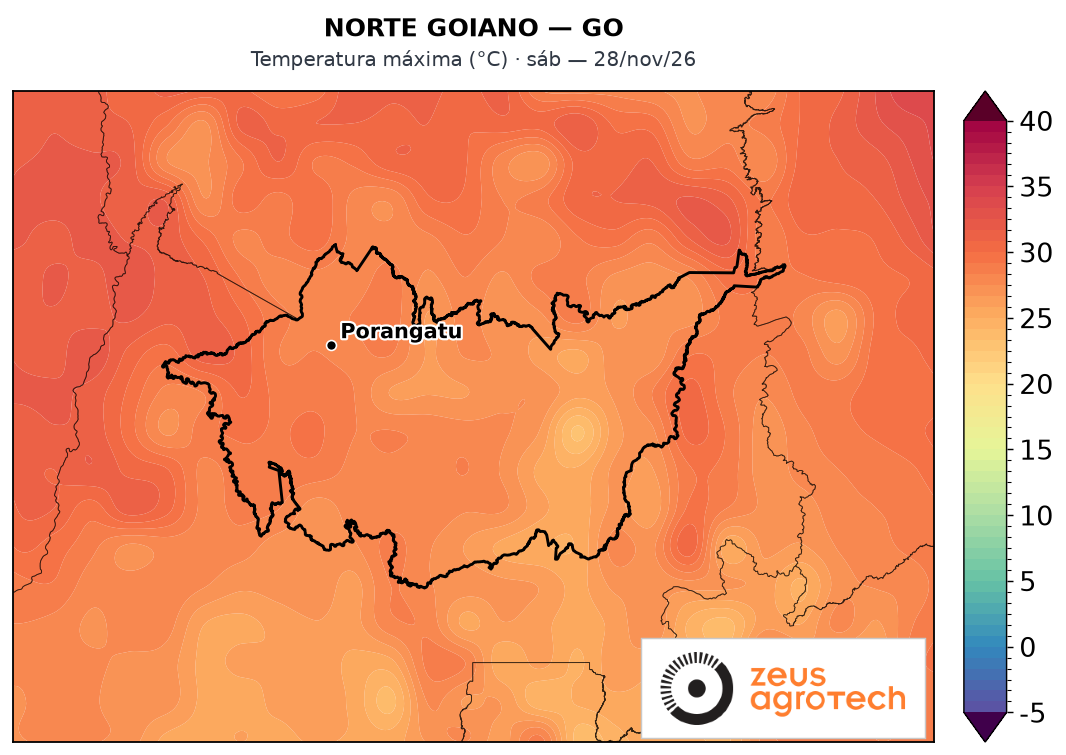 NORTE GOIANO — GO
Temperatura máxima (°C) · sáb — 28/nov/26
Porangatu
40
35
30
25
20
15
10
5
0
-5
zeus
agroTech